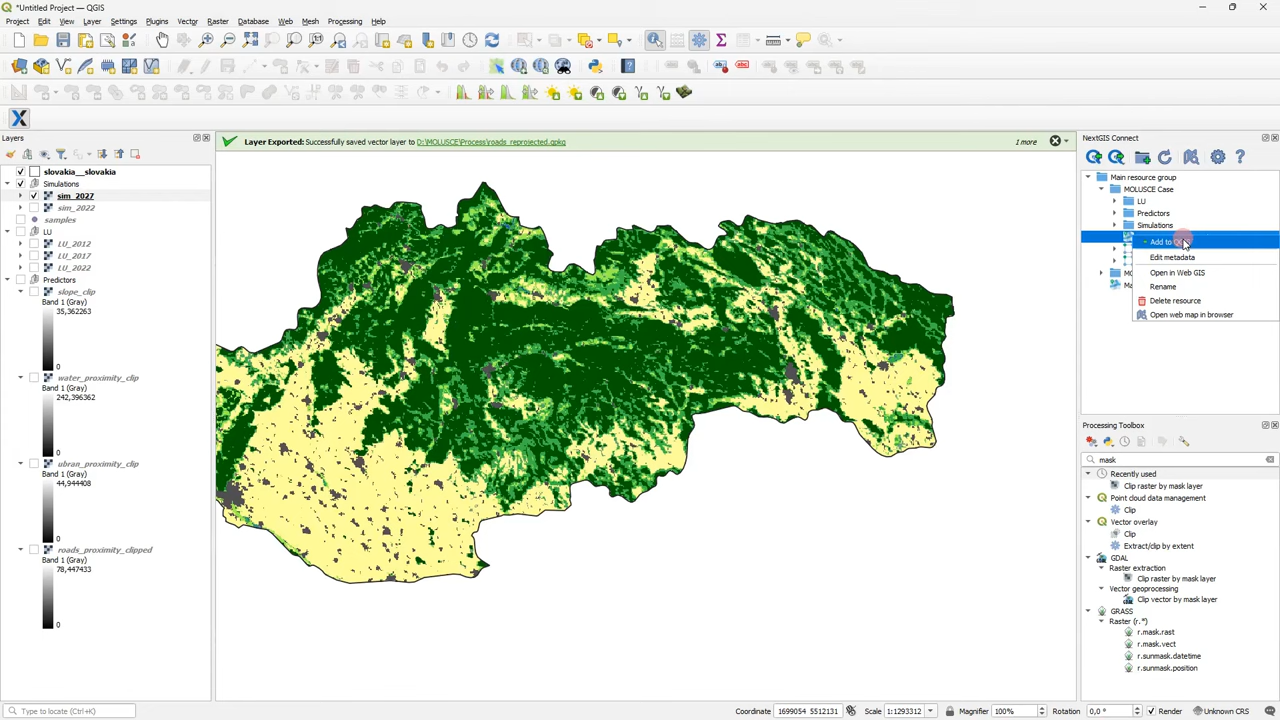 *Untitled Project — QGIS
Project Edit View Layer Settings Plugins Vector Raster Database Web Mesh Processing Help
Layers
slovakia__slovakia
Simulations
sim_2027
sim_2022
samples
LU
LU_2012
LU_2017
LU_2022
Predictors
slope_clip
Band 1 (Gray)
35,362263
0
water_proximity_clip
Band 1 (Gray)
242,396362
0
ubran_proximity_clip
Band 1 (Gray)
44,944408
0
roads_proximity_clipped
Band 1 (Gray)
78,447433
0
Layer Exported: Successfully saved vector layer to D:\MOLUSCE\Process\roads_reprojected.gpkg
1 more
NextGIS Connect
Main resource group
MOLUSCE Case
LU
Predictors
Simulations
Add to
Edit metadata
Open in Web GIS
Rename
Delete resource
Open web map in browser
Processing Toolbox
mask
Recently used
Clip raster by mask layer
Point cloud data management
Clip
Vector overlay
Clip
Extract/clip by extent
GDAL
Raster extraction
Clip raster by mask layer
Vector geoprocessing
Clip vector by mask layer
GRASS
Raster (r.*)
r.mask.rast
r.mask.vect
r.sunmask.datetime
r.sunmask.position
Type to locate (Ctrl+K)
Coordinate 1699054 5512131 Scale 1:1293312 Magnifier 100% Rotation 0,0 ° Render Unknown CRS